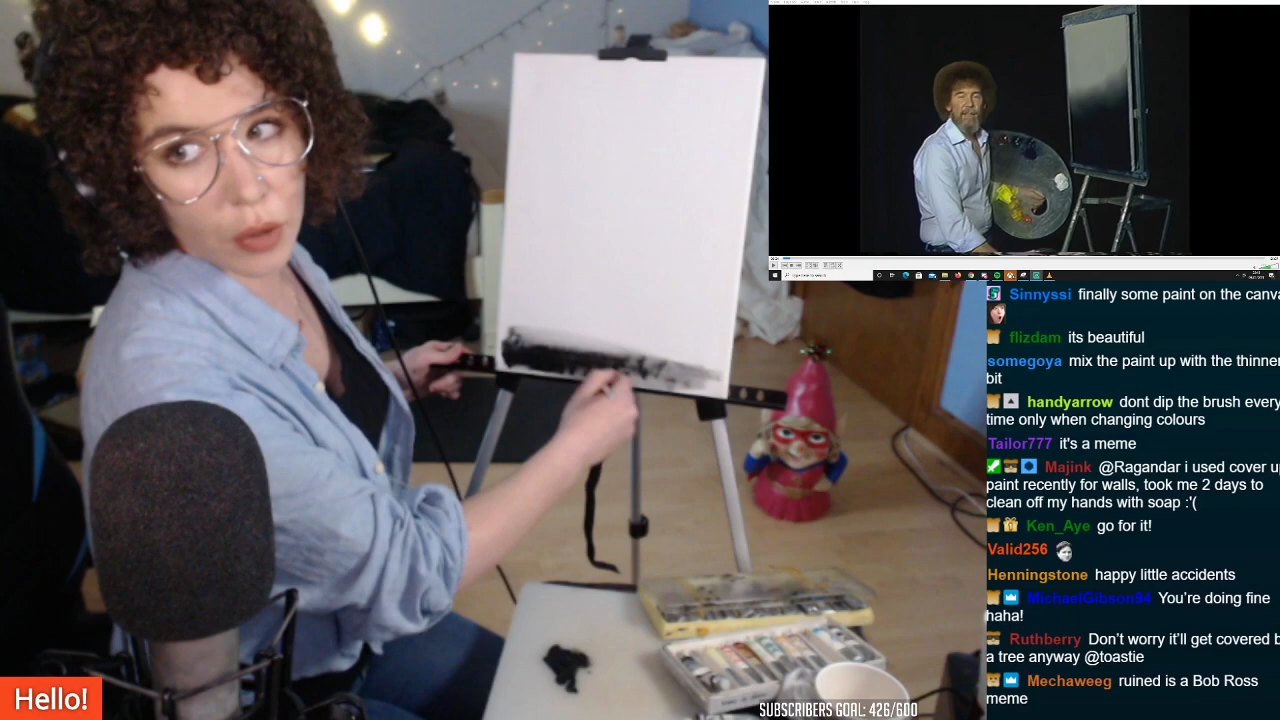 Sinnyssi finally some paint on the canva
flizdam its beautiful
somegoya mix the paint up with the thinner
bit
handyarrow dont dip the brush every
time only when changing colours
Tailor777 it's a meme
Majink @Ragandar i used cover u
paint recently for walls, took me 2 days to
clean off my hands with soap :'(
Ken_Aye go for it!
Valid256
Henningstone happy little accidents
MichaelGibson94 You're doing fine
haha!
Ruthberry Don't worry it'll get covered b
a tree anyway @toastie
Mechaweeg ruined is a Bob Ross
meme
Hello!
SUBSCRIBERS GOAL: 426/600